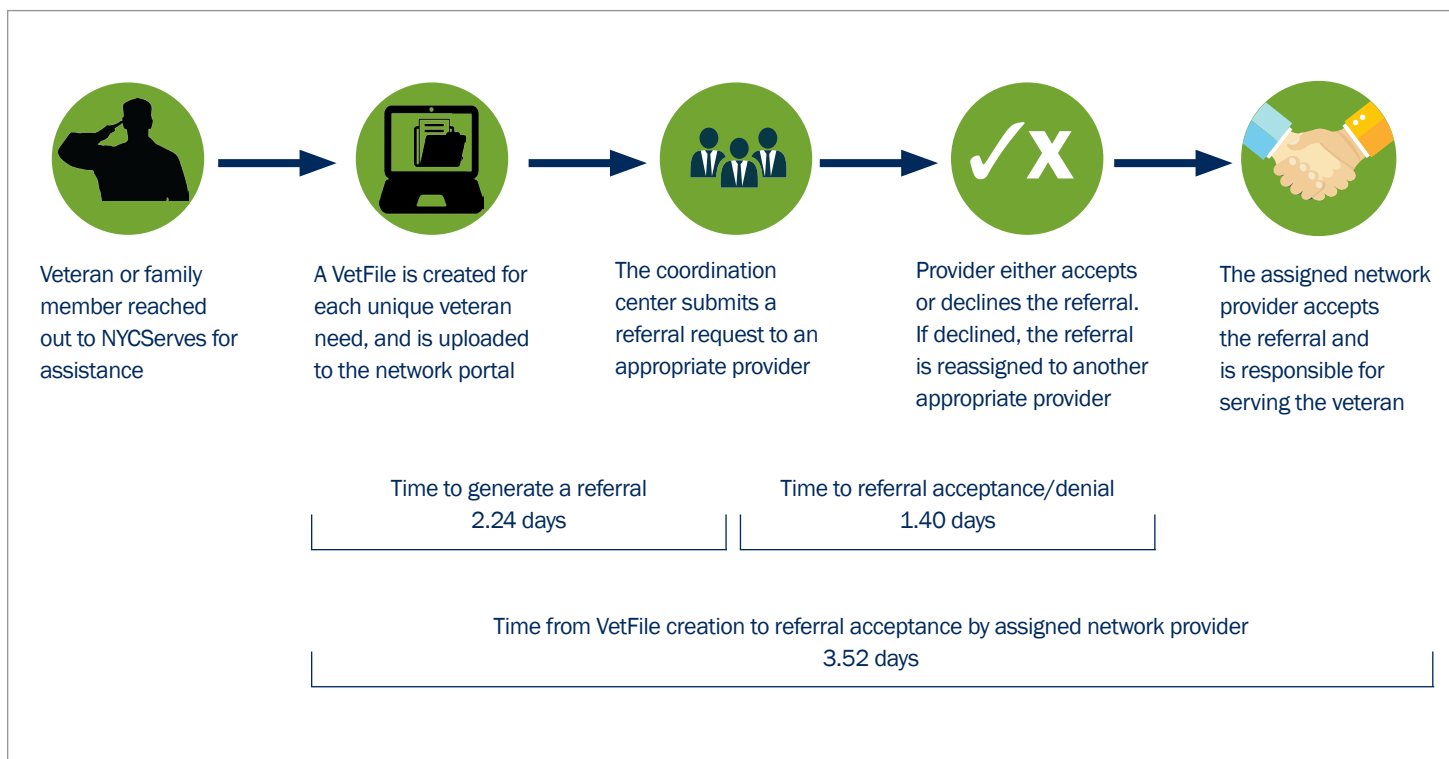 X
Veteran or family
member reached
out to NYCServes for
assistance
A VetFile is created for
each unique veteran
need, and is uploaded
to the network portal
The coordination
center submits a
referral request to an
appropriate provider
Provider either accepts
or declines the referral.
If declined, the referral
is reassigned to another
appropriate provider
The assigned network
provider accepts
the referral and
is responsible for
serving the veteran
Time to generate a referral
2.24 days
Time to referral acceptance/denial
1.40 days
Time from VetFile creation to referral acceptance by assigned network provider
3.52 days